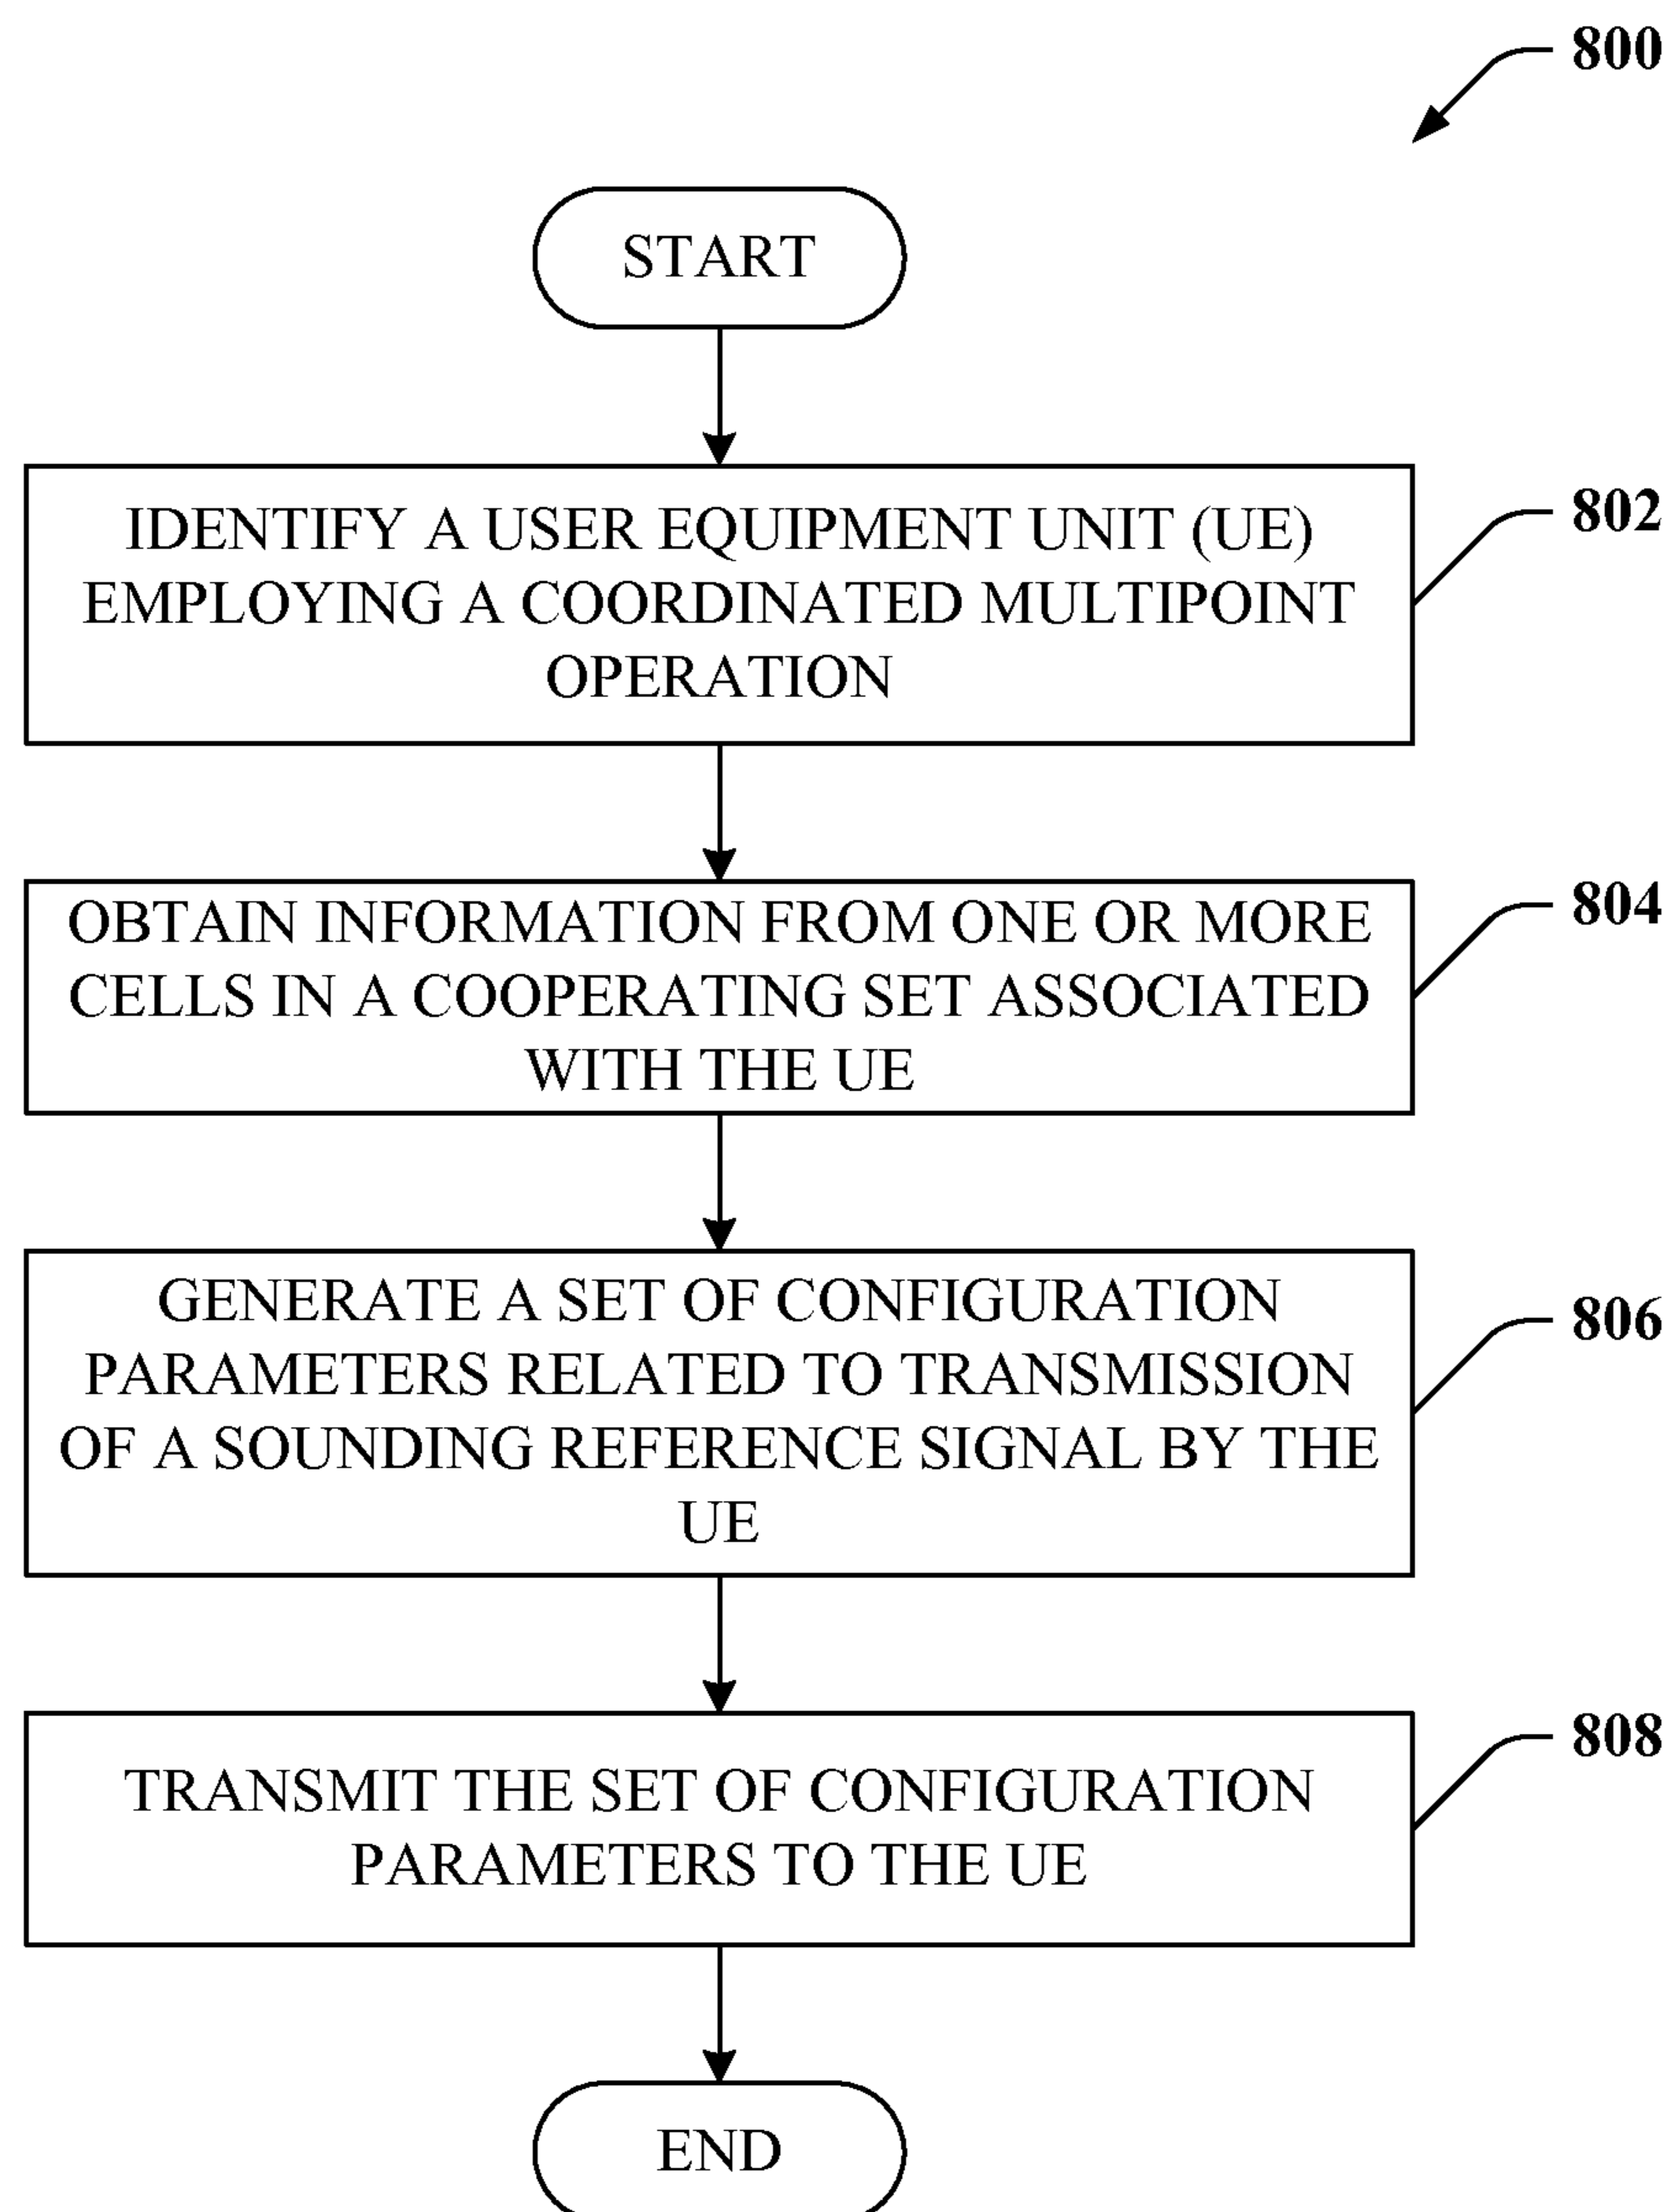 800
START
IDENTIFY A USER EQUIPMENT UNIT (UE)
EMPLOYING A COORDINATED MULTIPOINT
OPERATION
802
OBTAIN INFORMATION FROM ONE OR MORE
CELLS IN A COOPERATING SET ASSOCIATED
WITH THE UE
804
GENERATE A SET OF CONFIGURATION
PARAMETERS RELATED TO TRANSMISSION
OF A SOUNDING REFERENCE SIGNAL BY THE
UE
806
TRANSMIT THE SET OF CONFIGURATION
PARAMETERS TO THE UE
808
END